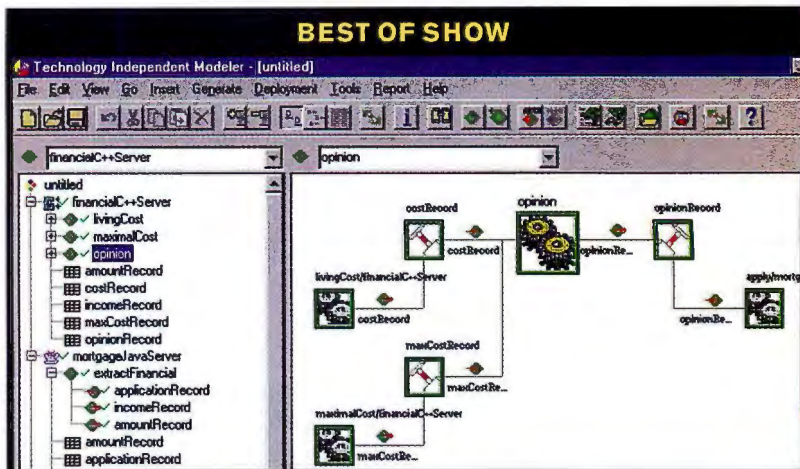 BEST OF SHOW
Technology Independent Modeler - [untitled]
File Edit View Go Insert Generate Deployment Tools Report Help
financialC++Server
opinion
untitled
financialC++Server
livingCost
maximalCost
opinion
amountRecord
costRecord
incomeRecord
maxCostRecord
opinionRecord
mortgageJavaServer
extractFinancial
applicationRecord
incomeRecord
amountRecord
amountRecord
applicationRecord
costRecord
opinion
opinionRecord
costRecord
opinionRe...
livingCost/financialC++Server
apply/mortg
costRecord
opinionRe...
maxCostRecord
maxCostRe...
maximalCost/financialC++Server
maxCostRe...